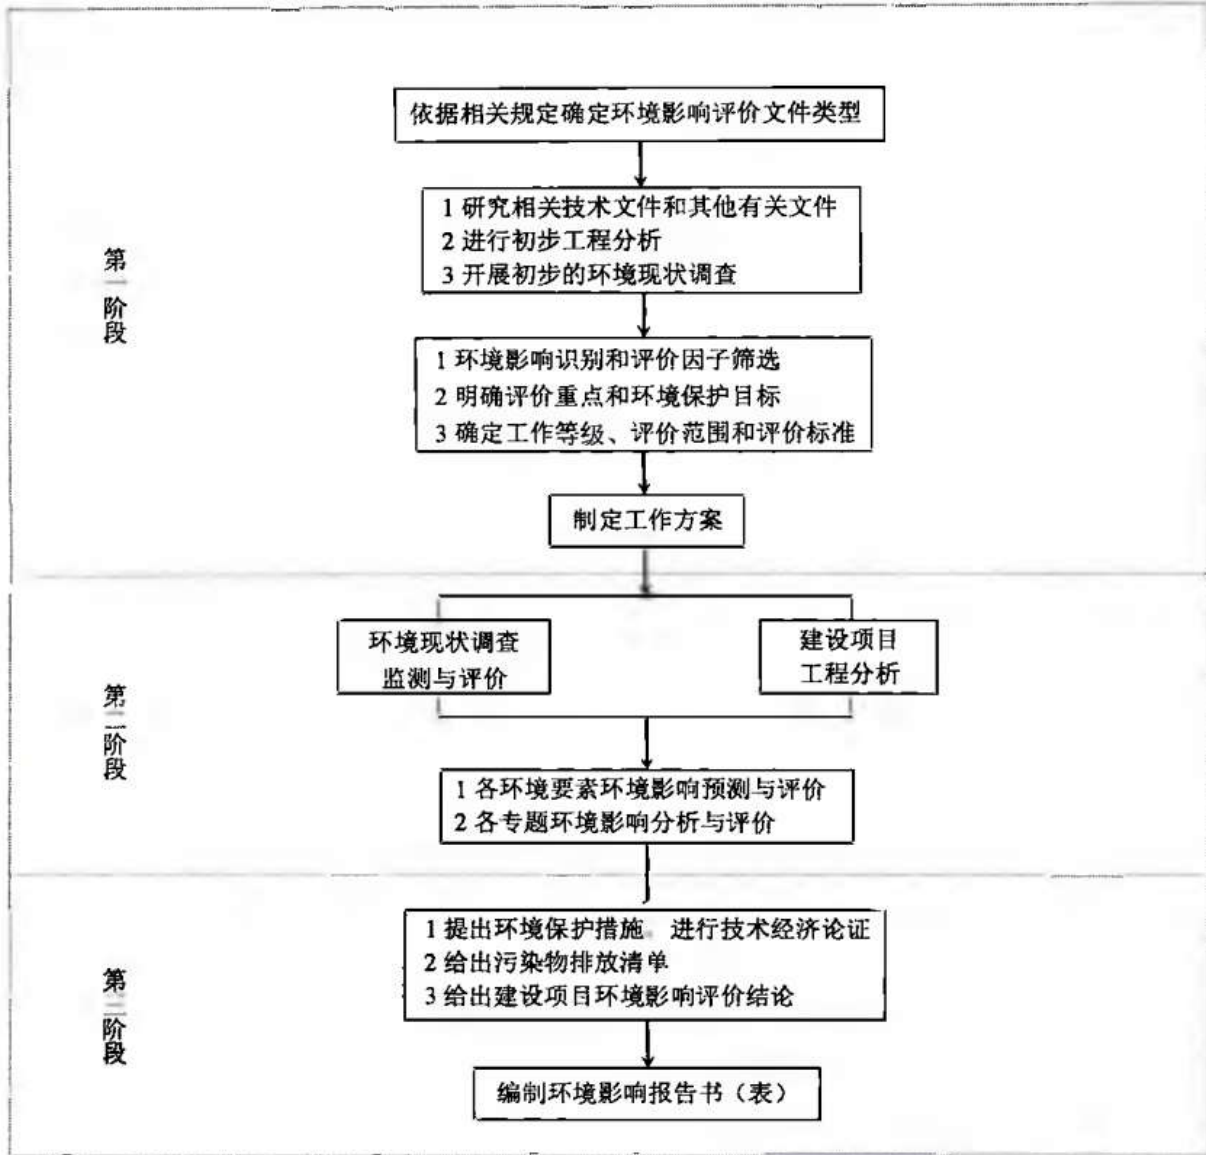 依据相关规定确定环境影响评价文件类型
1 研究相关技术文件和其他有关文件
2 进行初步工程分析
3 开展初步的环境现状调查
第一阶段
1 环境影响识别和评价因子筛选
2 明确评价重点和环境保护目标
3 确定工作等级、评价范围和评价标准
制定工作方案
环境现状调查
监测与评价
建设项目
工程分析
第二阶段
1 各环境要素环境影响预测与评价
2 各专题环境影响分析与评价
1 提出环境保护措施,进行技术经济论证
2 给出污染物排放清单
3 给出建设项目环境影响评价结论
第三阶段
编制环境影响报告书（表）